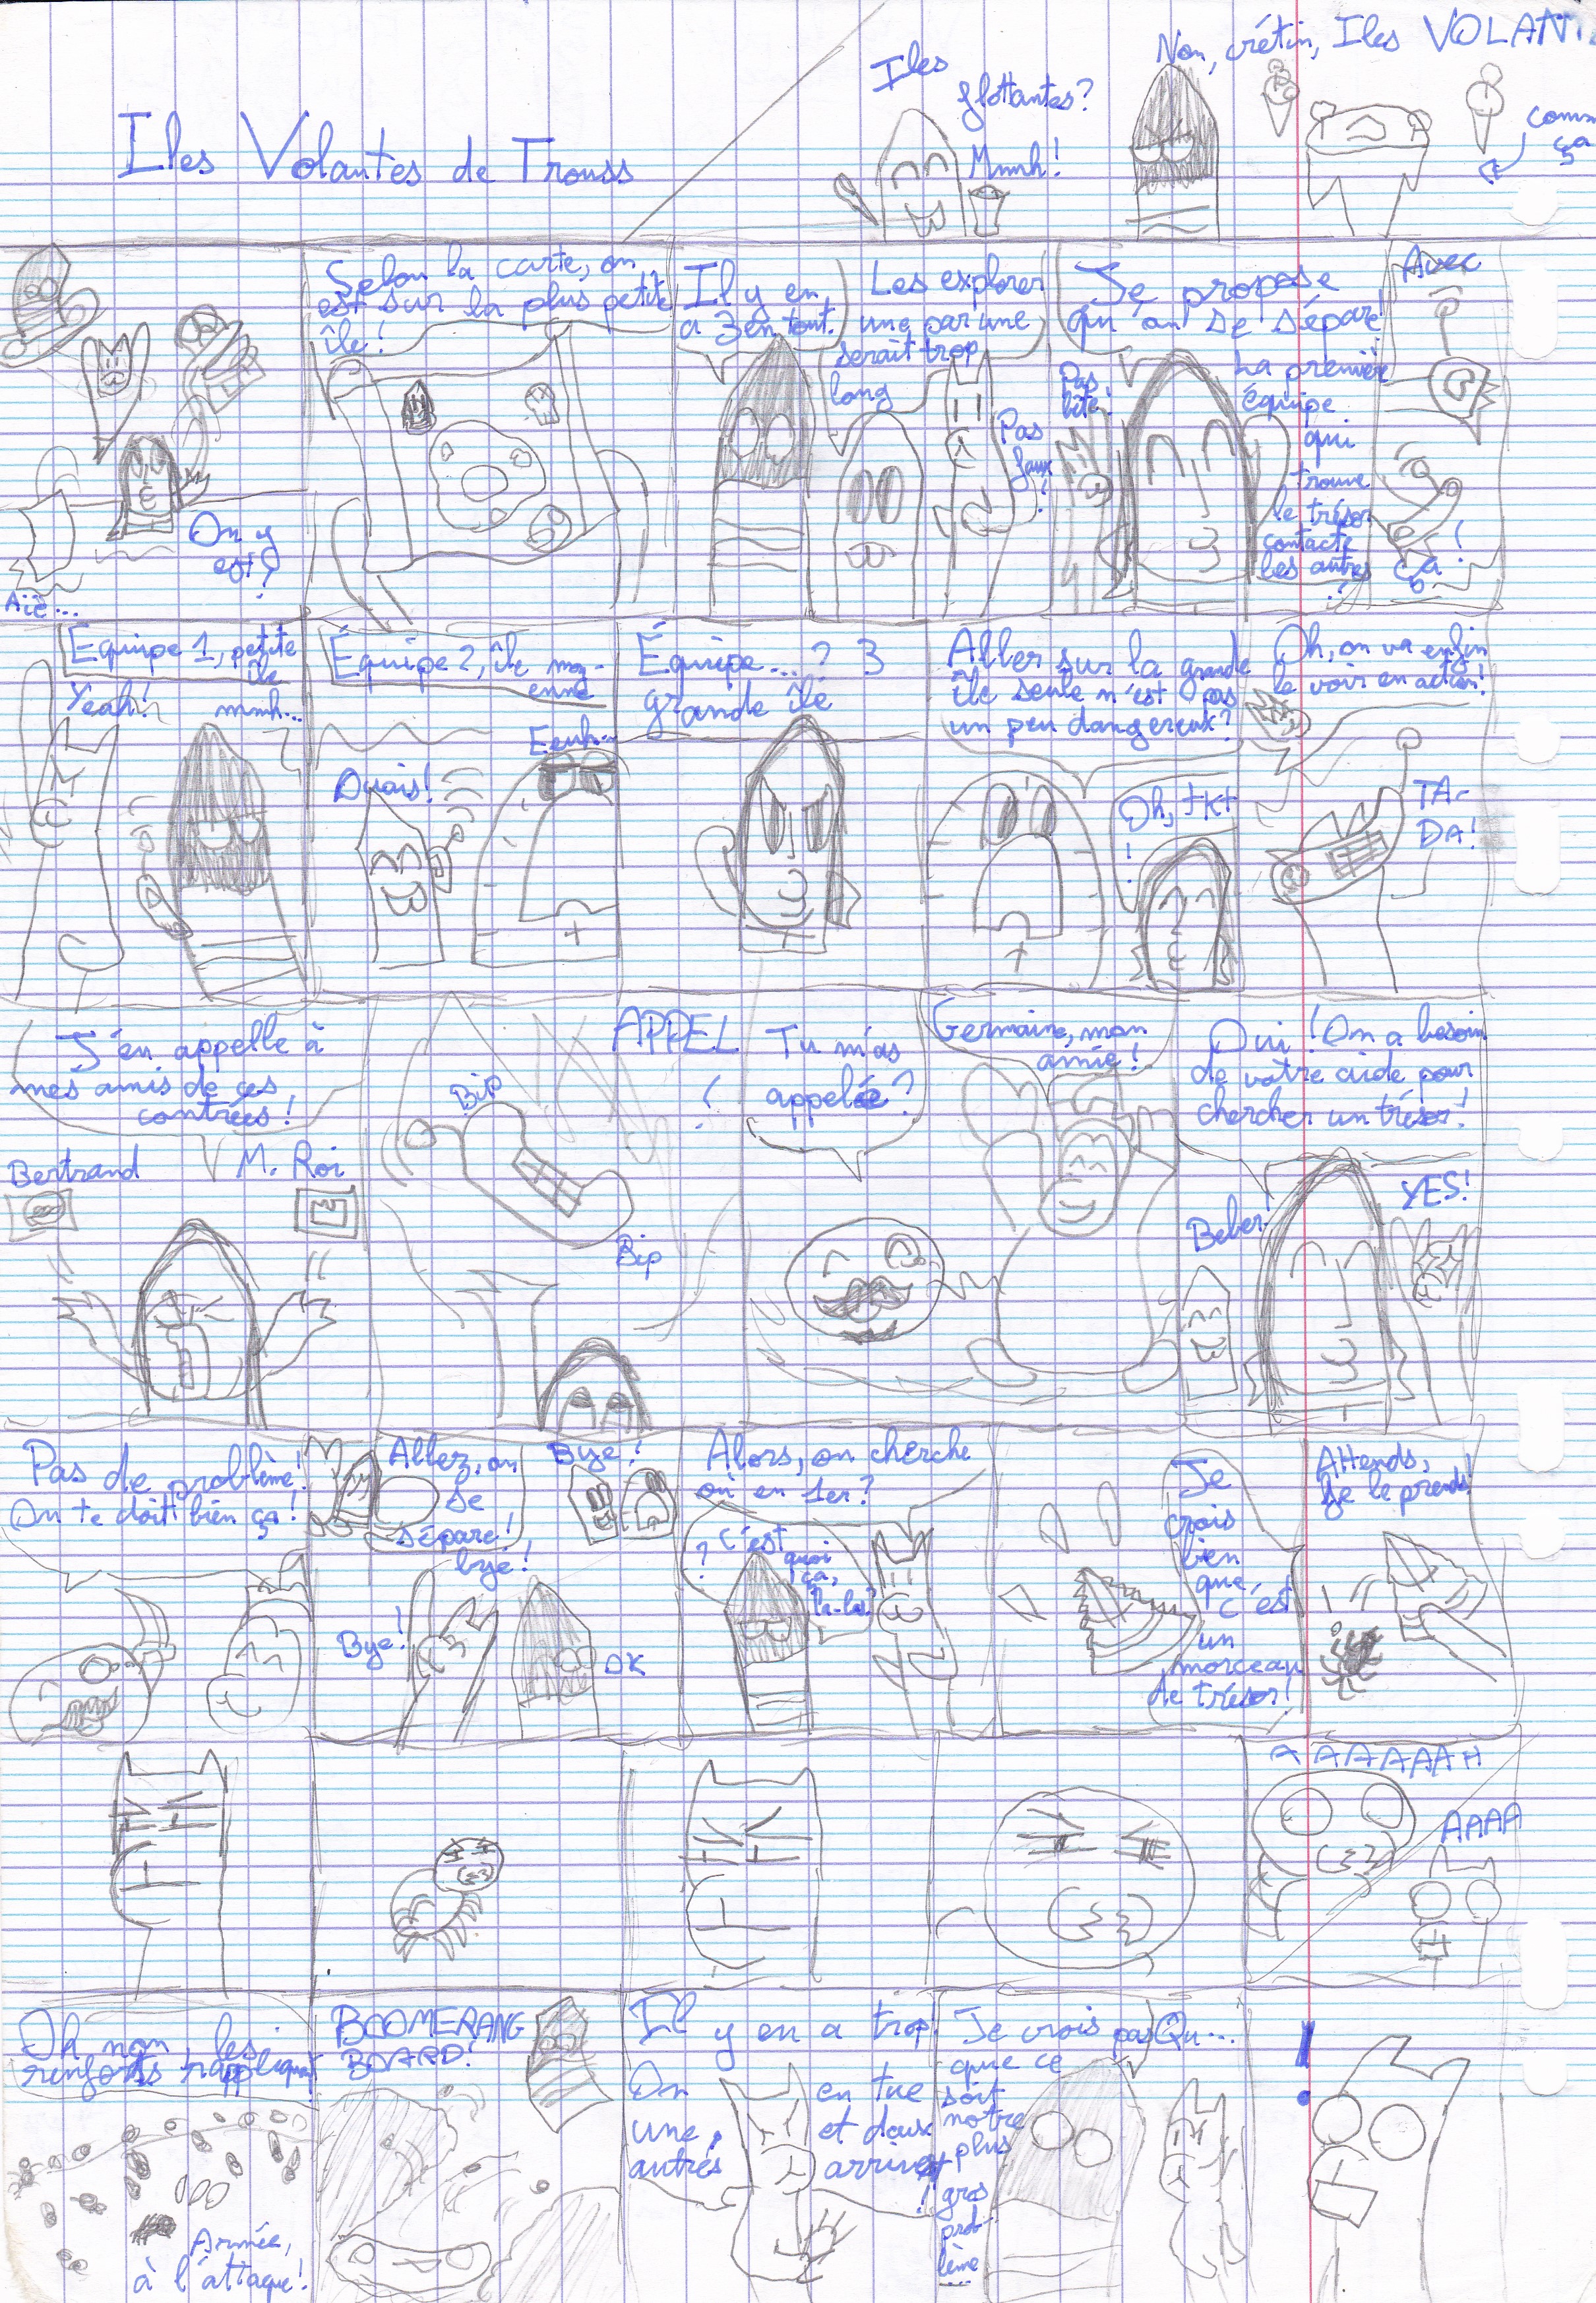 Iles Volantes de Trouss
Iles
flottantes?
Mmh!
Non, crétin, Iles VOLANT
comm
ça
On y
est?
Aïe...
Selon la carte, on
est sur la plus petite
île!
Il y en
a 3 en tout.
Les explorer
une par une
serait trop
long
Pas
faux
!
Pas
bête!
Je propose
qu'on se sépare!
La première
équipe
qui
trouve
le trésor
contacte
les autres
!
Avec
ça!
Équipe 1, petite
île
Yeah!
mmh...
Équipe 2, île moy-
enne
Ouais!
Eeuh...
Équipe...? 3
grande île
Aller sur la grande
île seule n'est pas
un peu dangereux?
Oh, tkt
!
Oh, on va enfin
le voir en action!
TA-
DA!
J'en appelle à
mes amis de ces
contrées!
Bertrand
M. Roi
APPEL
!
Bip
Bip
Tu m'as
appelée?
Germaine, mon
amie!
Oui! On a besoin
de votre aide pour
chercher un trésor!
Beber!
YES!
Pas de problème!
On te doit bien ça!
Allez, on
se
sépare!
bye!
Bye!
Bye!
OK
Alors, on cherche
où en 1er?
? C'est
quoi
ça,
là-bas?
Je
crois
bien
que
c'est
un
morceau
de trésor!
Attends,
je le prends!
AAAAAAAH
AAAA
Oh non, les
renforts rappliquent
!
Armée,
à l'attaque!
BOOMERANG
BOARD!
Il y en a trop
On en tue
une, et deux
autres arrivent
!
Je crois pas
que ce
soit
notre
plus
gros
prob-
lème
...
Qu...
!